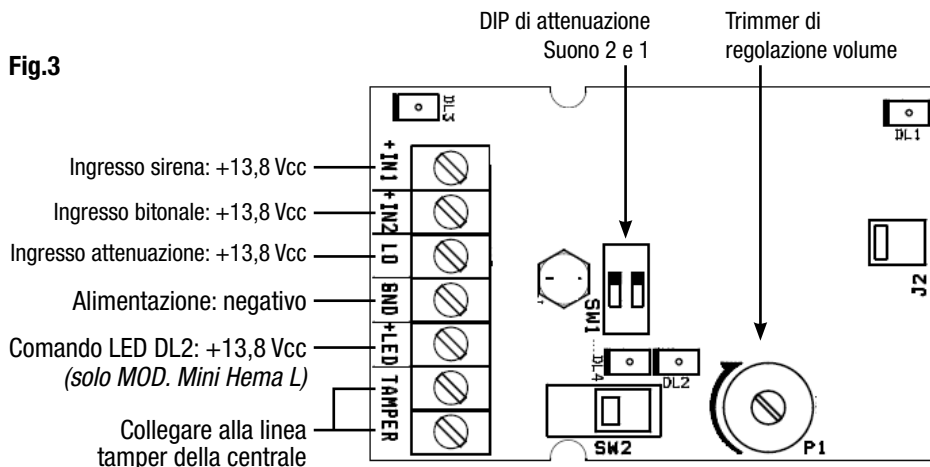 DIP di attenuazione
Suono 2 e 1
Trimmer di
regolazione volume
Fig.3
DL3
DL1
Ingresso sirena: +13,8 Vcc
+IN1
Ingresso bitonale: +13,8 Vcc
+IN2
Ingresso attenuazione: +13,8 Vcc
LO
Alimentazione: negativo
GND
Comando LED DL2: +13,8 Vcc
(solo MOD. Mini Hema L)
+LED
Collegare alla linea
tamper della centrale
TAMPER
SW1
J2
DL4
DL2
SW2
P1